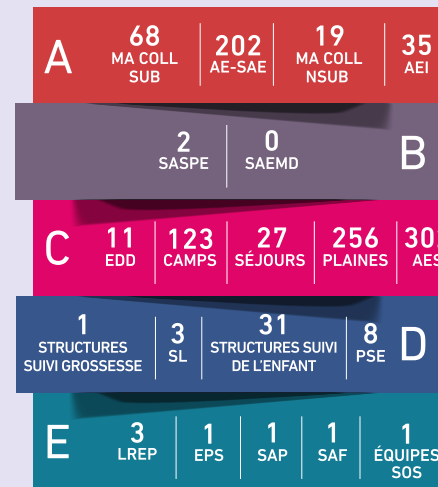 A
68
MA COLL
SUB
202
AE-SAE
19
MA COLL
NSUB
35
AEI
2
SASPE
0
SAEMD
B
C
11
EDD
123
CAMPS
27
SÉJOURS
256
PLAINES
AES
1
STRUCTURES
SUIVI GROSSESSE
3
SL
31
STRUCTURES SUIVI
DE L'ENFANT
8
PSE
D
E
3
LREP
1
EPS
1
SAP
1
SAF
1
ÉQUIPES
SOS